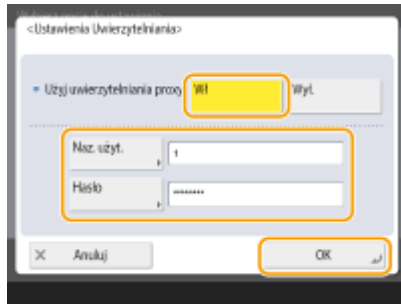 <Ustawienia Uwierzytelniania>
Użyj uwierzytelniania proxy Wł Wył.
Naz. użyt. 1
Hasło ********
Anuluj OK